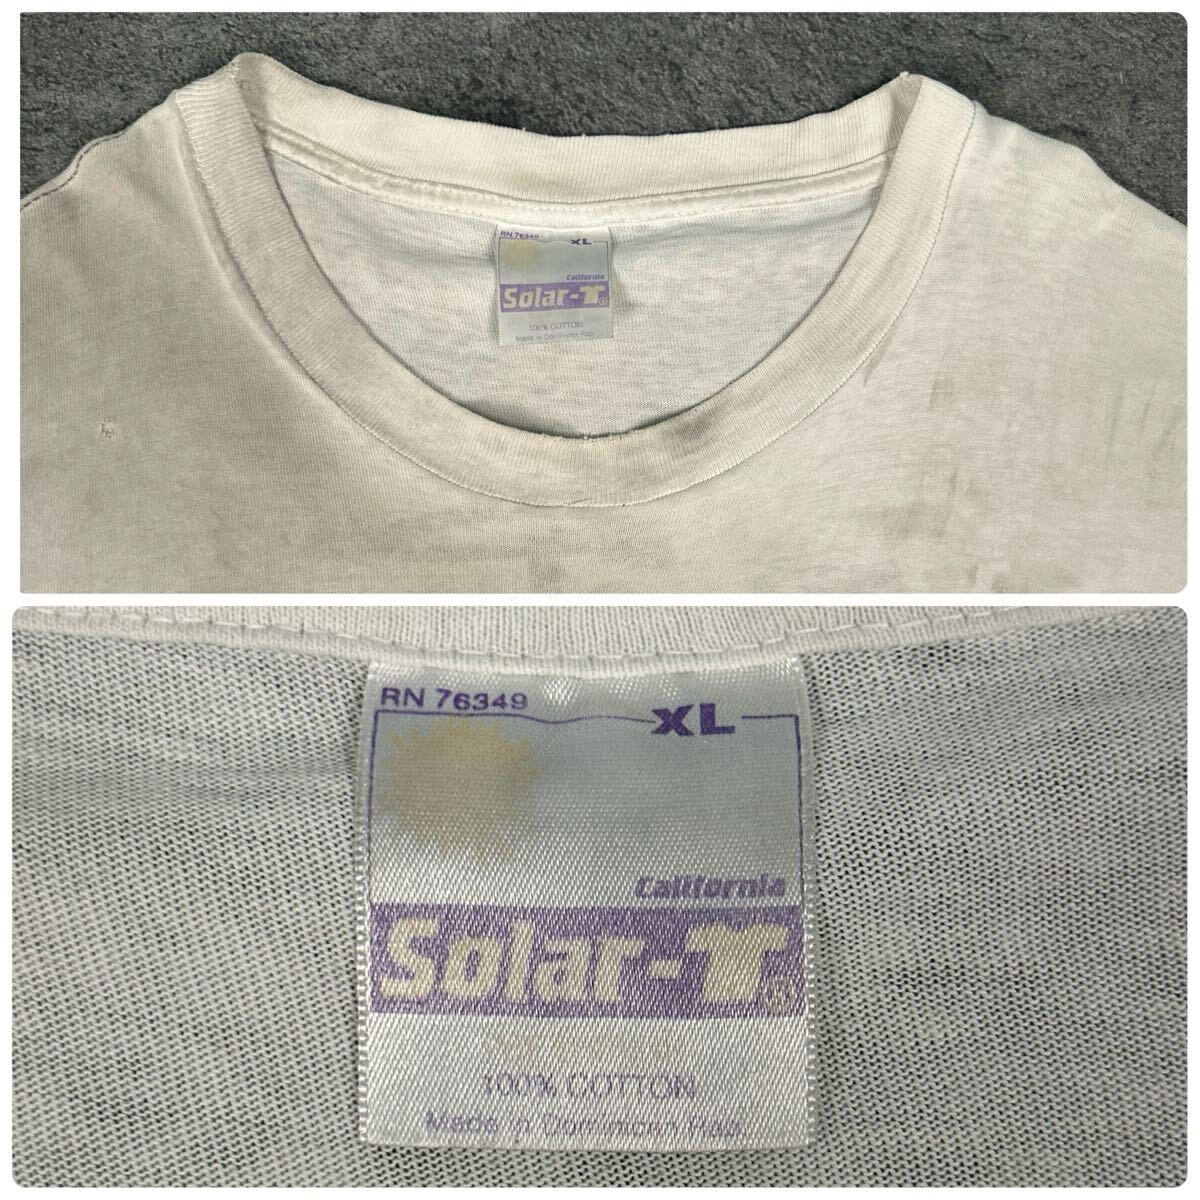 RN 76349 XL
California
Solar-T®
100% COTTON
Made in Dominican Rep.
RN 76349 XL
California
Solar-T®
100% COTTON
Made in Dominican Rep.